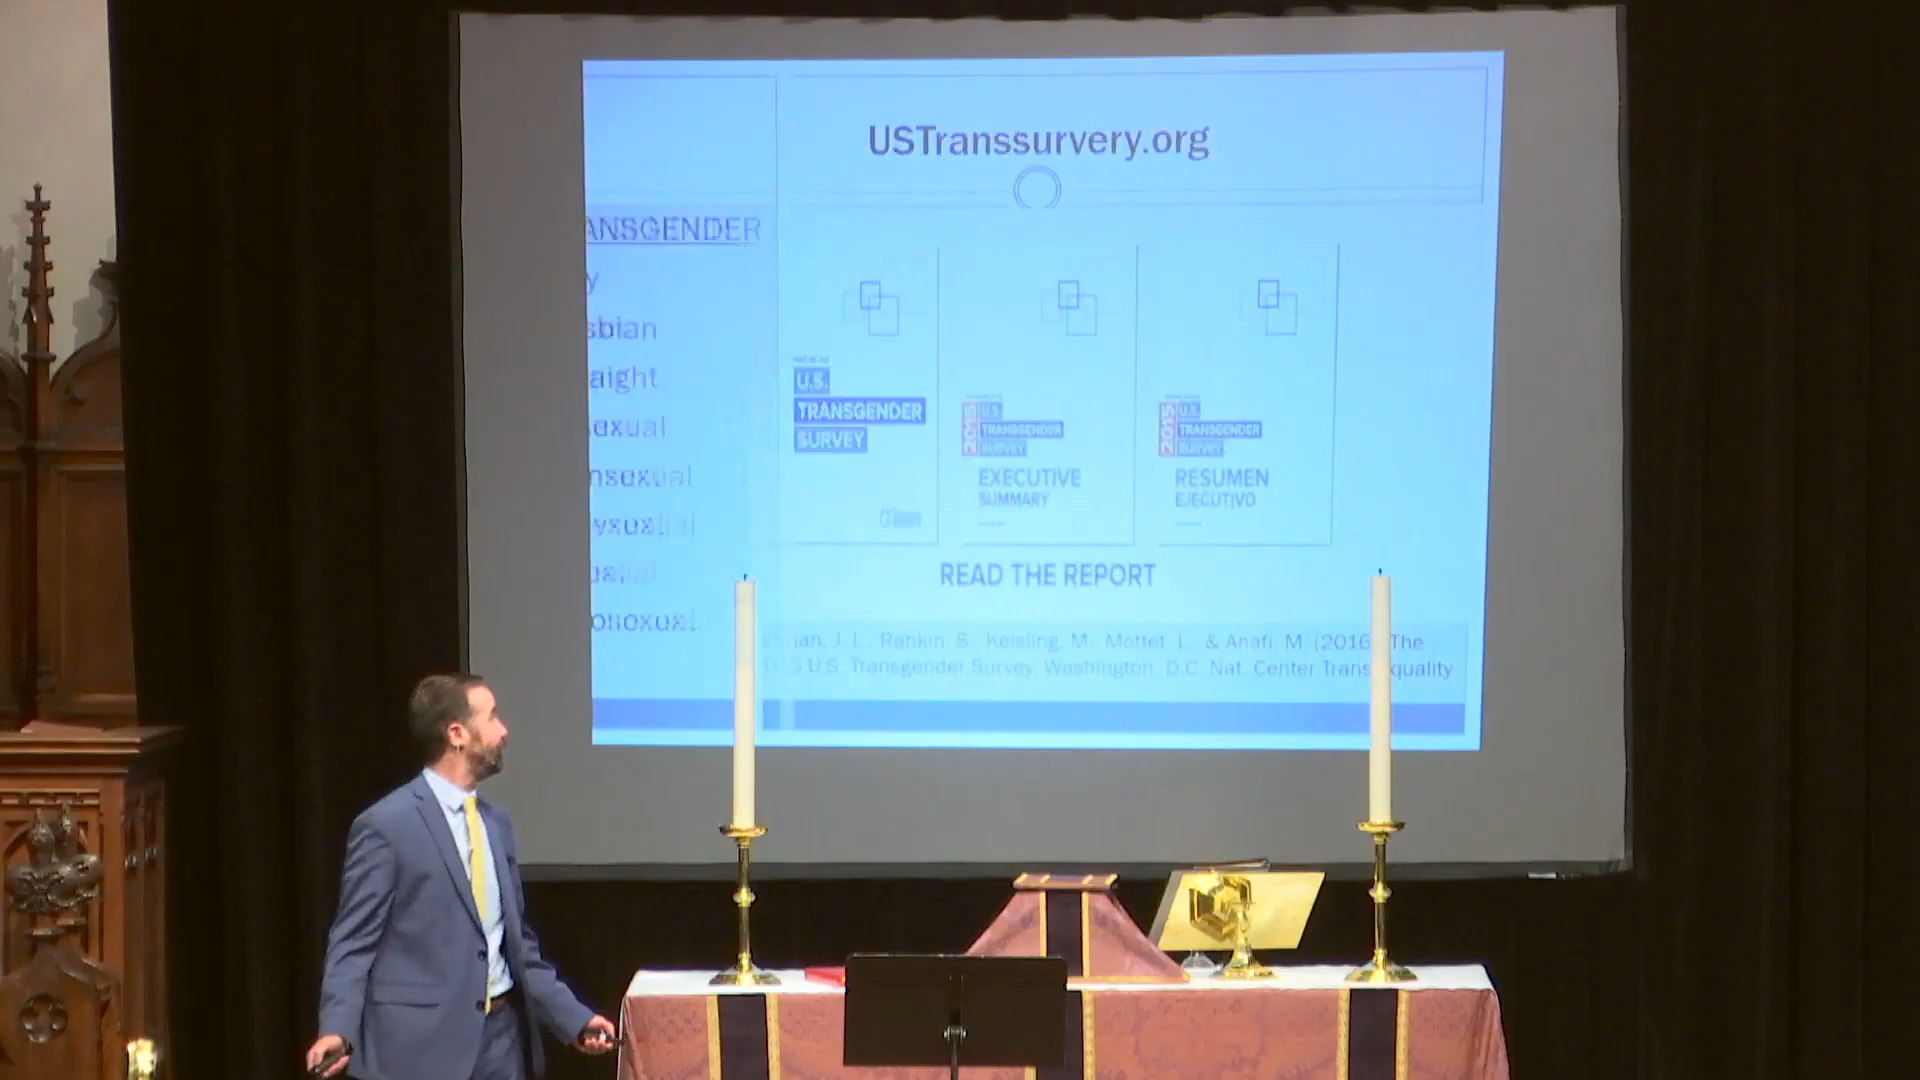 USTranssurvery.org
ANSGENDER
y
sbian
aight
exual
nsexual
U.S.
TRANSGENDER
SURVEY
2015
U.S.
TRANSGENDER
SURVEY
EXECUTIVE
SUMMARY
2015
U.S.
TRANSGENDER
SURVEY
RESUMEN
EJECUTIVO
READ THE REPORT
J. L., Rankin, S., Keisling, M., Mottet, L., & Anafi, M. (2016). The
U.S. Transgender Survey. Washington, D.C. Nat. Center Trans quality